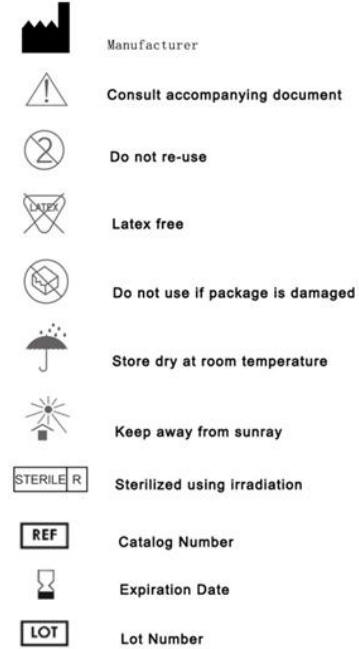 Manufacturer
Consult accompanying document
2
Do not re-use
LATEX
Latex free
Do not use if package is damaged
Store dry at room temperature
Keep away from sunray
STERILE R
Sterilized using irradiation
REF
Catalog Number
Expiration Date
LOT
Lot Number